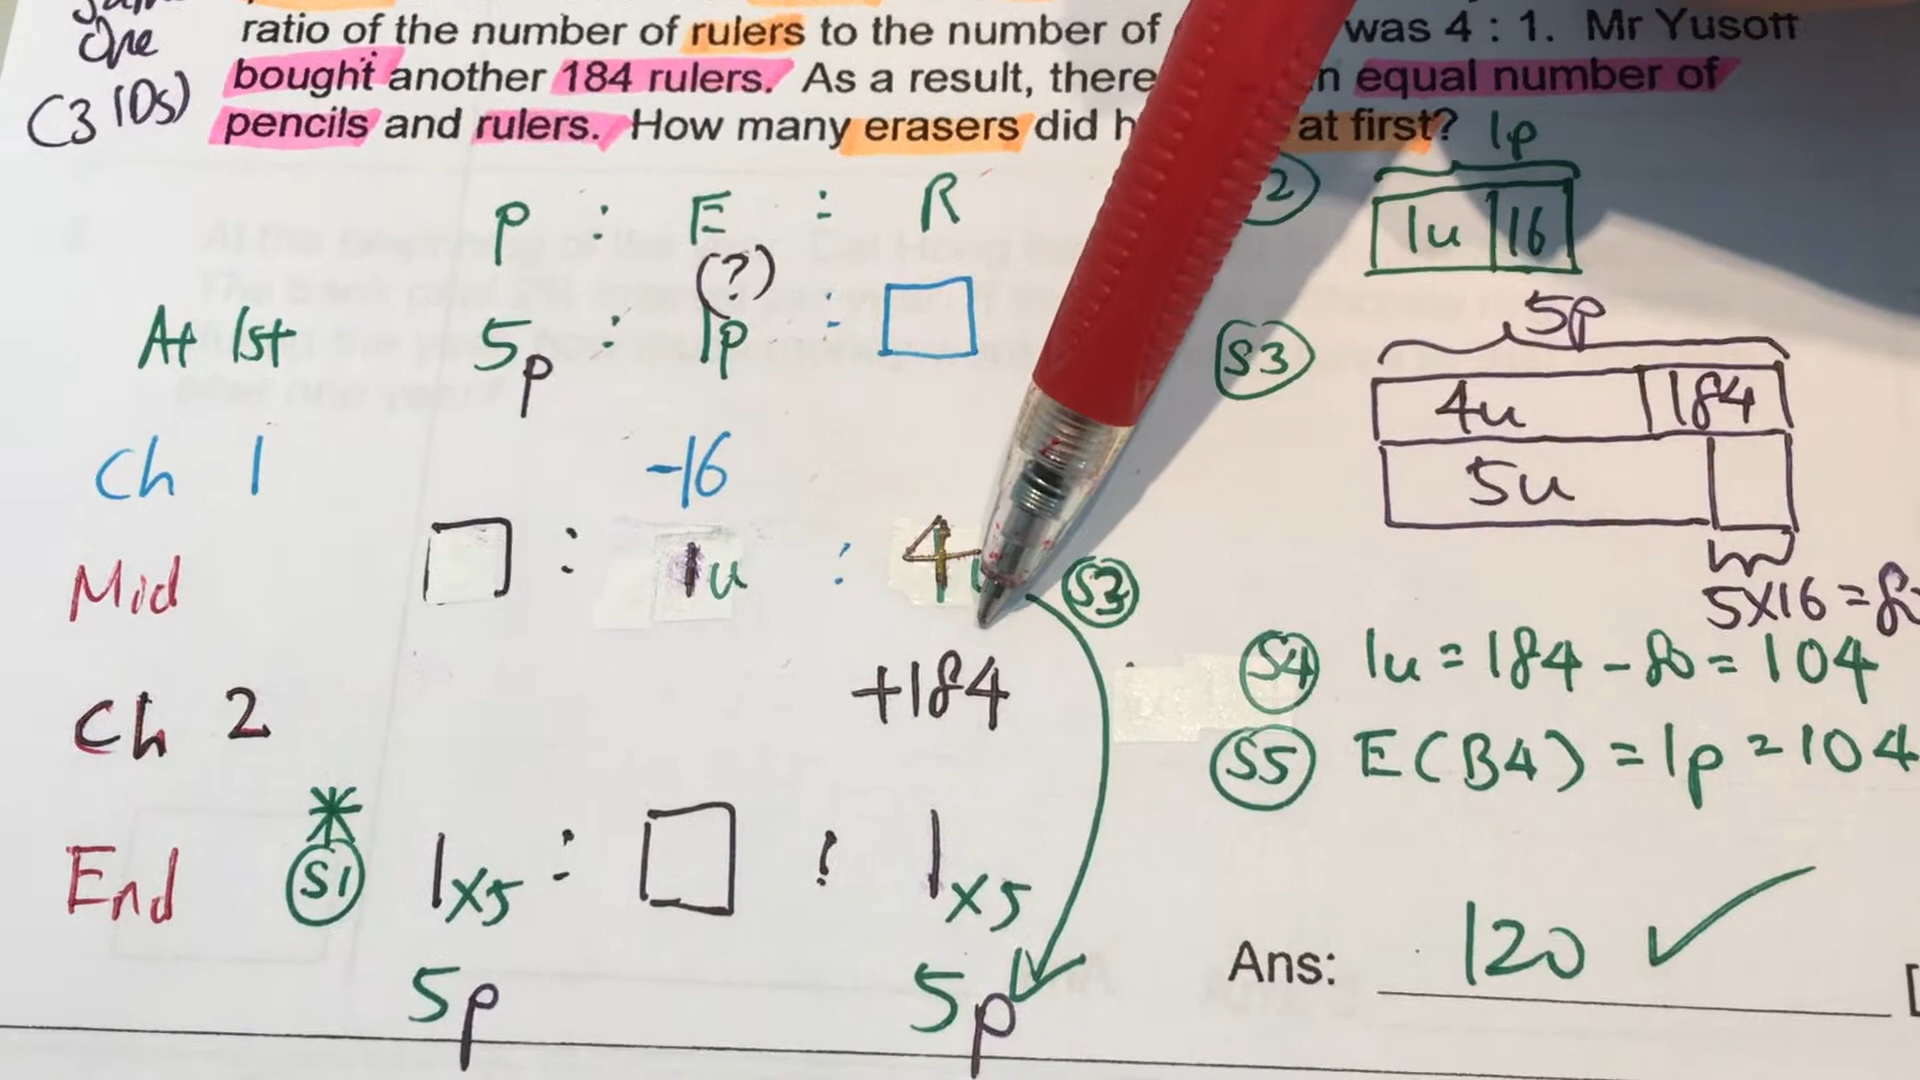 One
(3 IDs)
ratio of the number of rulers to the number of was 4 : 1. Mr Yusoff
bought another 184 rulers. As a result, there equal number of
pencils and rulers. How many erasers did at first?
P : E : R
(?)
At 1st 5p : 1p :
Ch 1 -16
Mid : 1u : 4
Ch 2 +184
End S1 1x5 : : 1x5
5p 5p
S3
1p
1u 16
S3
5p
4u 184
5u
5x16 = 80
S4 1u = 184 - 80 = 104
S5 E (B4) = 1p = 104
Ans: 120 ✓